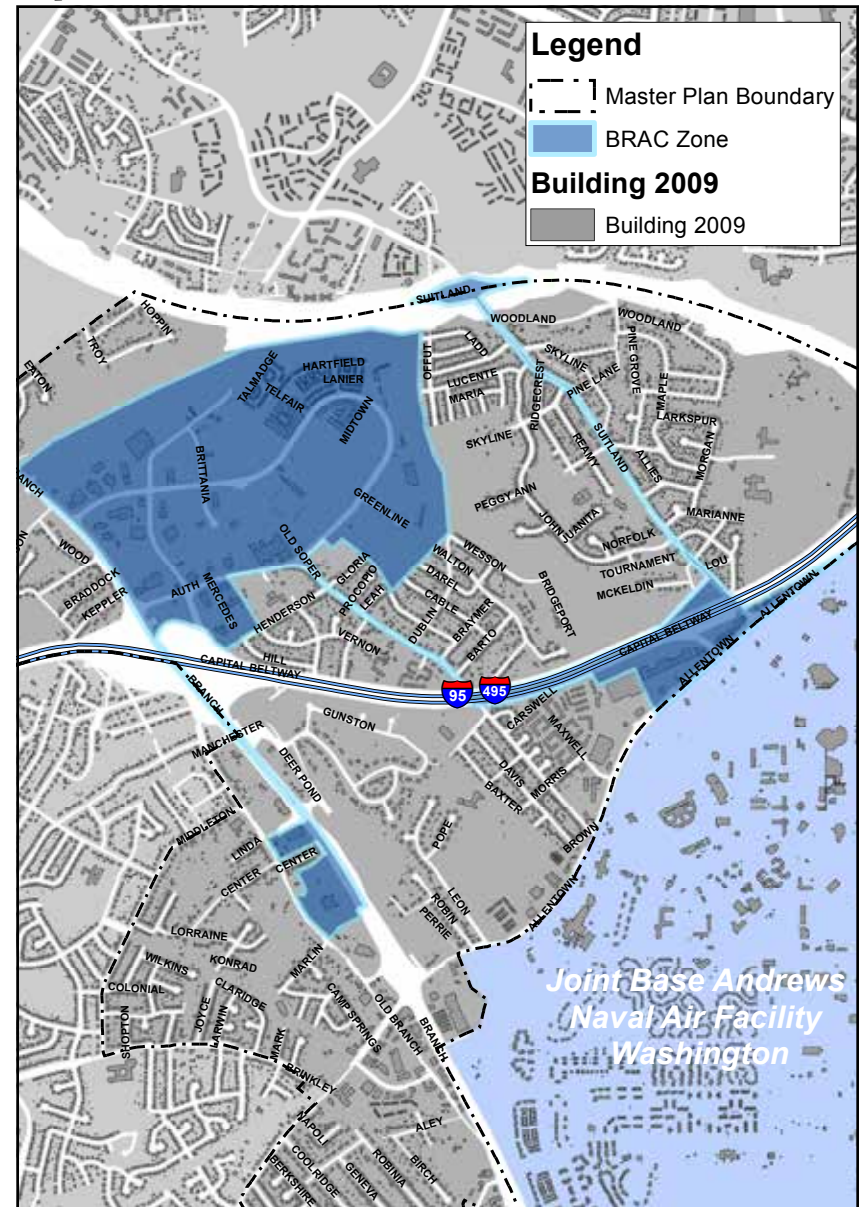 Legend
Master Plan Boundary
BRAC Zone
Building 2009
Building 2009
SUITLAND
WOODLAND
WOODLAND
HOPPIN
TROY
EATON
TALMADGE
HARTFIELD
LANIER
TELFAIR
MIDTOWN
OFFUT
LADD
LUCENTE
MARIA
SKYLINE
PINE LANE
RIDGECREST
PINE GROVE
MAPLE
LARKSPUR
SKYLINE
REAMY
SUITLAND
ALLIES
MORGAN
BRITTANIA
GREENLINE
PEGGY ANN
JOHN
JUANITA
NORFOLK
MARIANNE
TOURNAMENT
LOU
MCKELDIN
OLD SOPER
WOOD
BRADDOCK
KEPPLER
AUTH
MERCEDES
HENDERSON
GLORIA
PROCOPIO
LEAH
WALTON
WESSON
DAREL
CABLE
DUBLIN
BRAYMER
BARTO
BRIDGEPORT
VERNON
HILL
CAPITAL BELTWAY
CAPITAL BELTWAY
ALLENTOWN
ALLENTOWN
95
495
BRANCH
MANCHESTER
GUNSTON
DEER POND
CARSWELL
MAXWELL
DAVIS
MORRIS
BAXTER
BROWN
MIDDLETON
LINDA
CENTER
CENTER
POPE
LEON
ROBIN
PERRIE
ALLENTOWN
LORRAINE
WILKINS
KONRAD
MARLIN
COLONIAL
CLARIDGE
SHOPTON
JOYCE
LARWIN
MARK
CAMP SPRINGS
OLD BRANCH
BRANCH
BRINKLEY
ALEY
NAPOLI
COOLRIDGE
BERKSHIRE
GENEVA
ROBINIA
BIRCH
Joint Base Andrews
Naval Air Facility
Washington